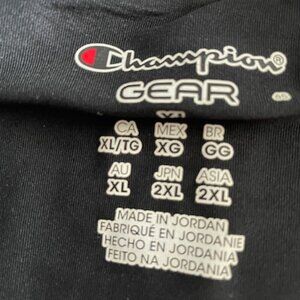 Champion®
GEAR
XL
CA MEX BR
XL/TG XG GG
AU JPN ASIA
XL 2XL 2XL
MADE IN JORDAN
FABRIQUÉ EN JORDANIE
HECHO EN JORDANIA
FEITO NA JORDANIA